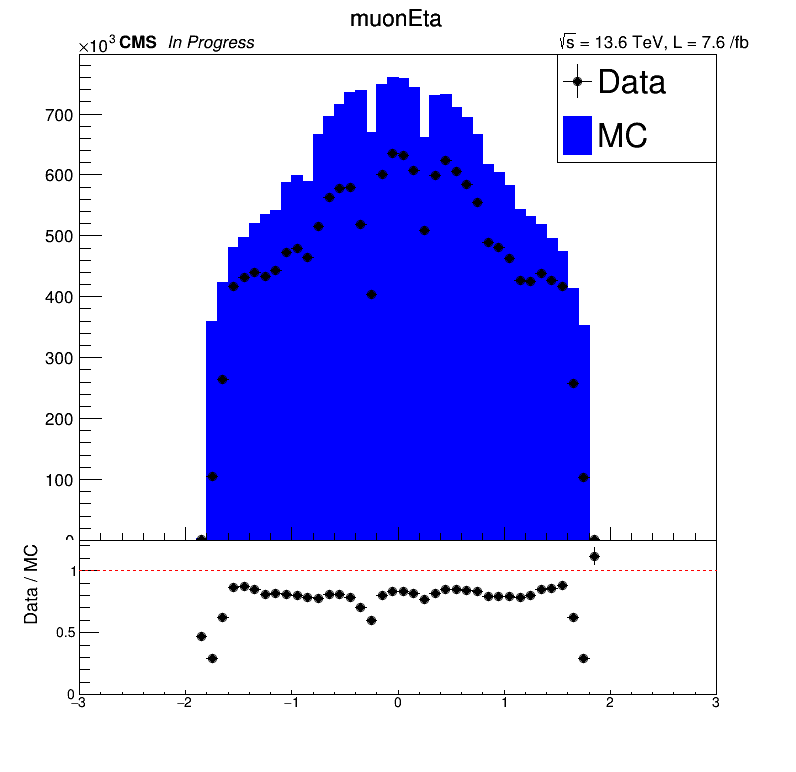 muonEta
×10³ CMS In Progress √s = 13.6 TeV, L = 7.6 /fb
Data
MC
700
600
500
400
300
200
100
0
Data / MC
1
0.5
0
−3 −2 −1 0 1 2 3